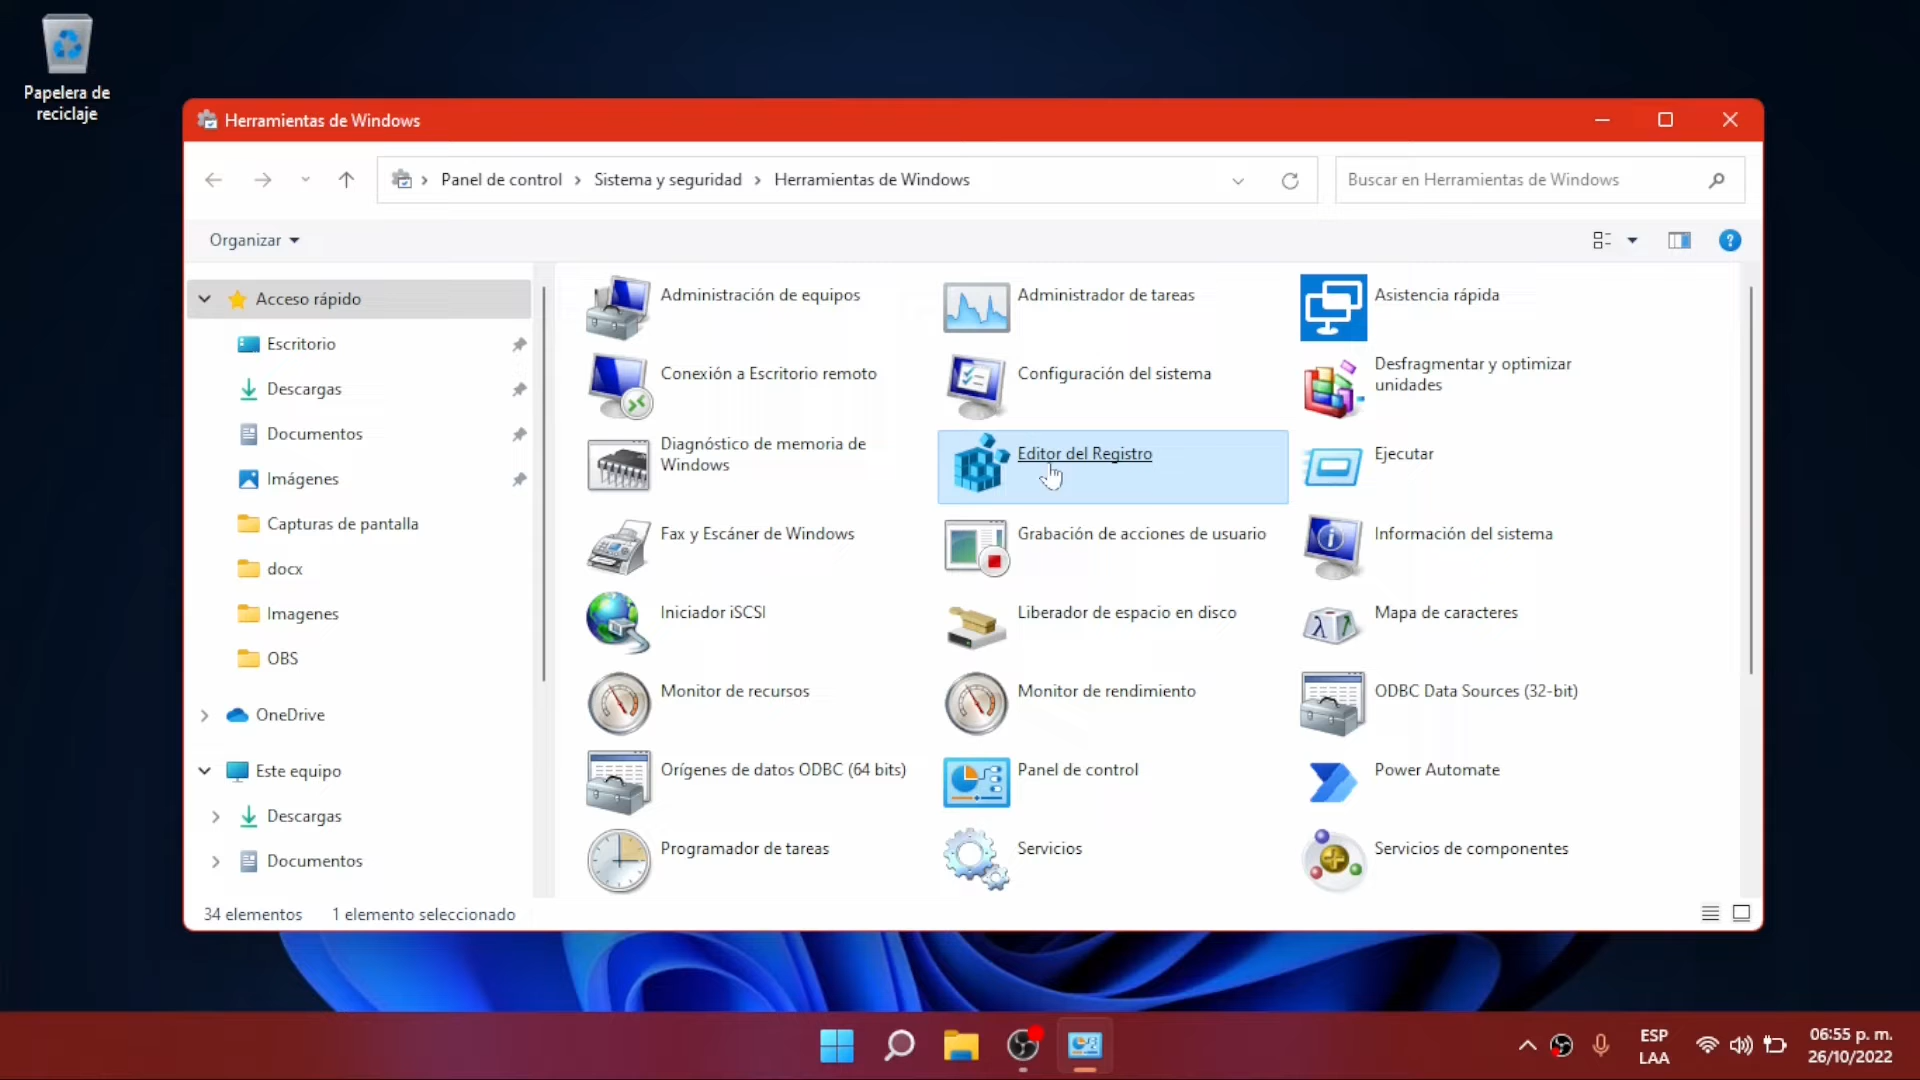 Papelera de
reciclaje
Herramientas de Windows
Panel de control › Sistema y seguridad › Herramientas de Windows
Buscar en Herramientas de Windows
Organizar
Acceso rápido
Escritorio
Descargas
Documentos
Imágenes
Capturas de pantalla
docx
Imagenes
OBS
OneDrive
Este equipo
Descargas
Documentos
Administración de equipos
Administrador de tareas
Asistencia rápida
Conexión a Escritorio remoto
Configuración del sistema
Desfragmentar y optimizar
unidades
Diagnóstico de memoria de
Windows
Editor del Registro
Ejecutar
Fax y Escáner de Windows
Grabación de acciones de usuario
Información del sistema
Iniciador iSCSI
Liberador de espacio en disco
Mapa de caracteres
Monitor de recursos
Monitor de rendimiento
ODBC Data Sources (32-bit)
Orígenes de datos ODBC (64 bits)
Panel de control
Power Automate
Programador de tareas
Servicios
Servicios de componentes
34 elementos
1 elemento seleccionado
ESP
LAA
06:55 p. m.
26/10/2022